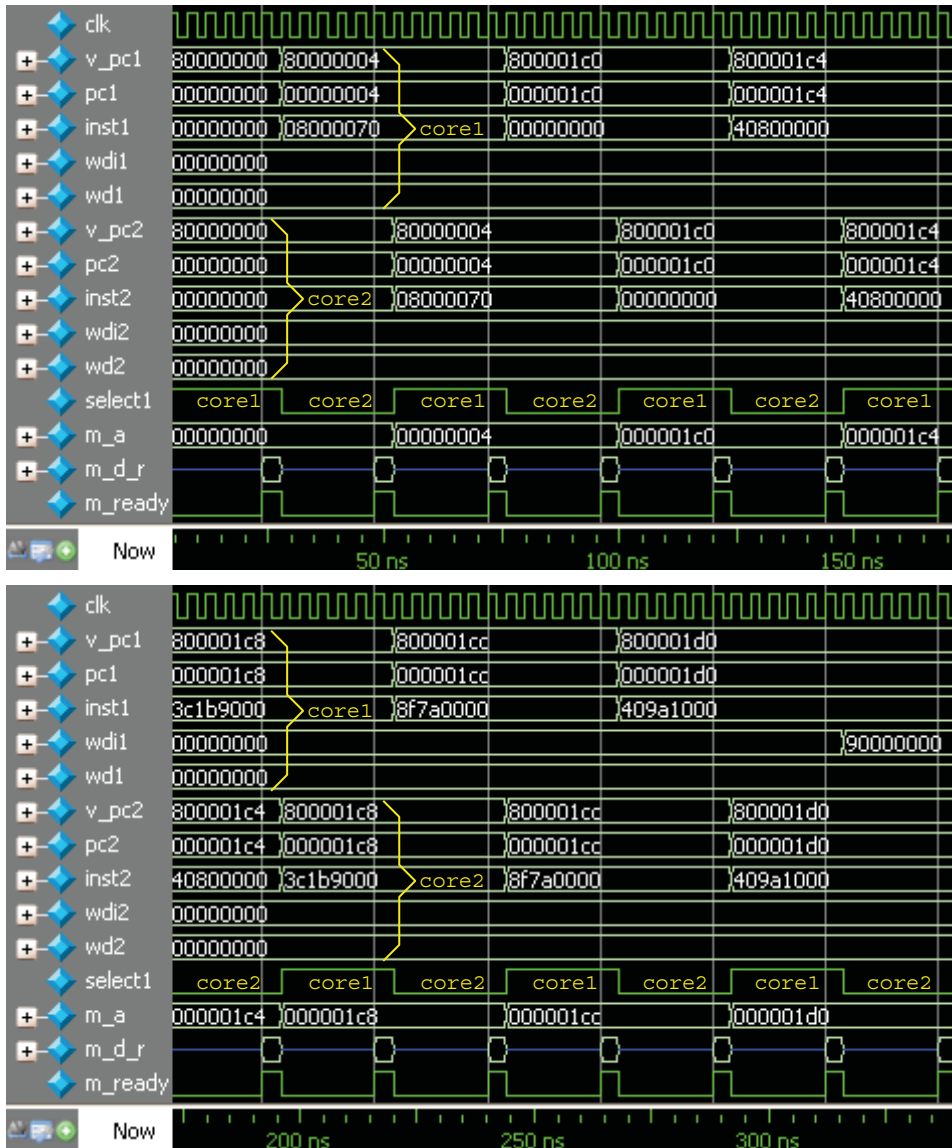 clk
v_pc1 80000000 80000004 800001c0 800001c4
pc1 00000000 00000004 000001c0 000001c4
inst1 00000000 08000070 core1 00000000 40800000
wdi1 00000000
wd1 00000000
v_pc2 80000000 80000004 800001c0 800001c4
pc2 00000000 00000004 000001c0 000001c4
inst2 00000000 core2 08000070 00000000 40800000
wdi2 00000000
wd2 00000000
select1 core1 core2 core1 core2 core1 core2 core1
m_a 00000000 00000004 000001c0 000001c4
m_d_r
m_ready
Now
50 ns 100 ns 150 ns
clk
v_pc1 800001c8 800001cc 800001d0
pc1 000001c8 000001cc 000001d0
inst1 3c1b9000 core1 8f7a0000 409a1000
wdi1 00000000 90000000
wd1 00000000
v_pc2 800001c4 800001c8 800001cc 800001d0
pc2 000001c4 000001c8 000001cc 000001d0
inst2 40800000 3c1b9000 core2 8f7a0000 409a1000
wdi2 00000000
wd2 00000000
select1 core2 core1 core2 core1 core2 core1 core2
m_a 000001c4 000001c8 000001cc 000001d0
m_d_r
m_ready
Now
200 ns 250 ns 300 ns